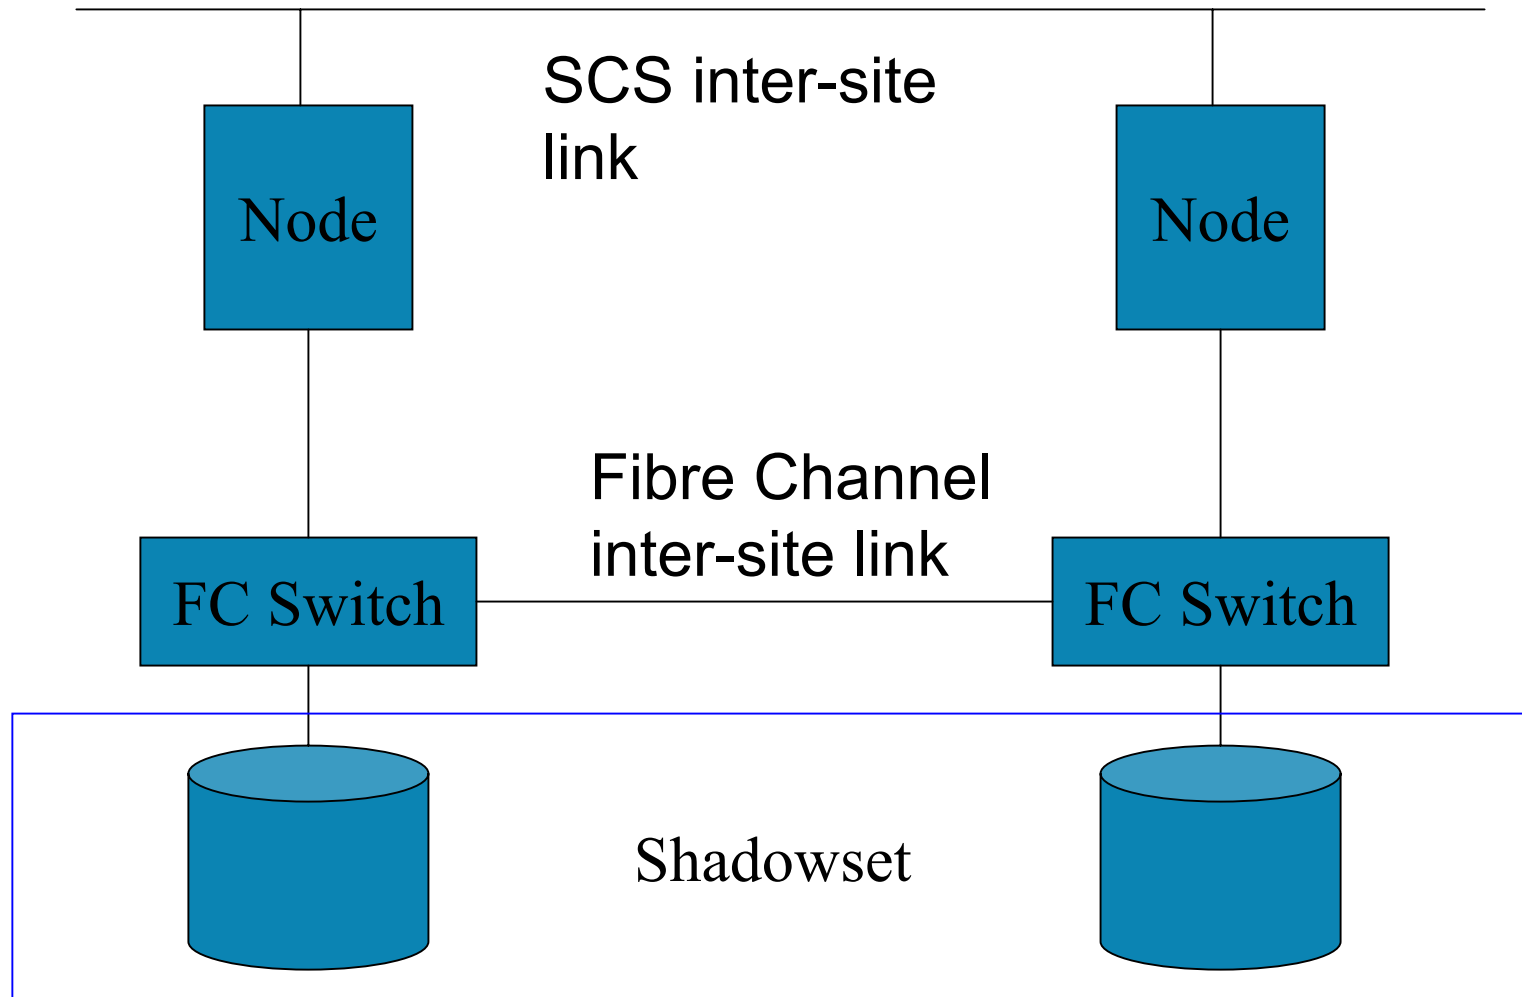 SCS inter-site
link
Node
Node
Fibre Channel
inter-site link
FC Switch
FC Switch
Shadowset